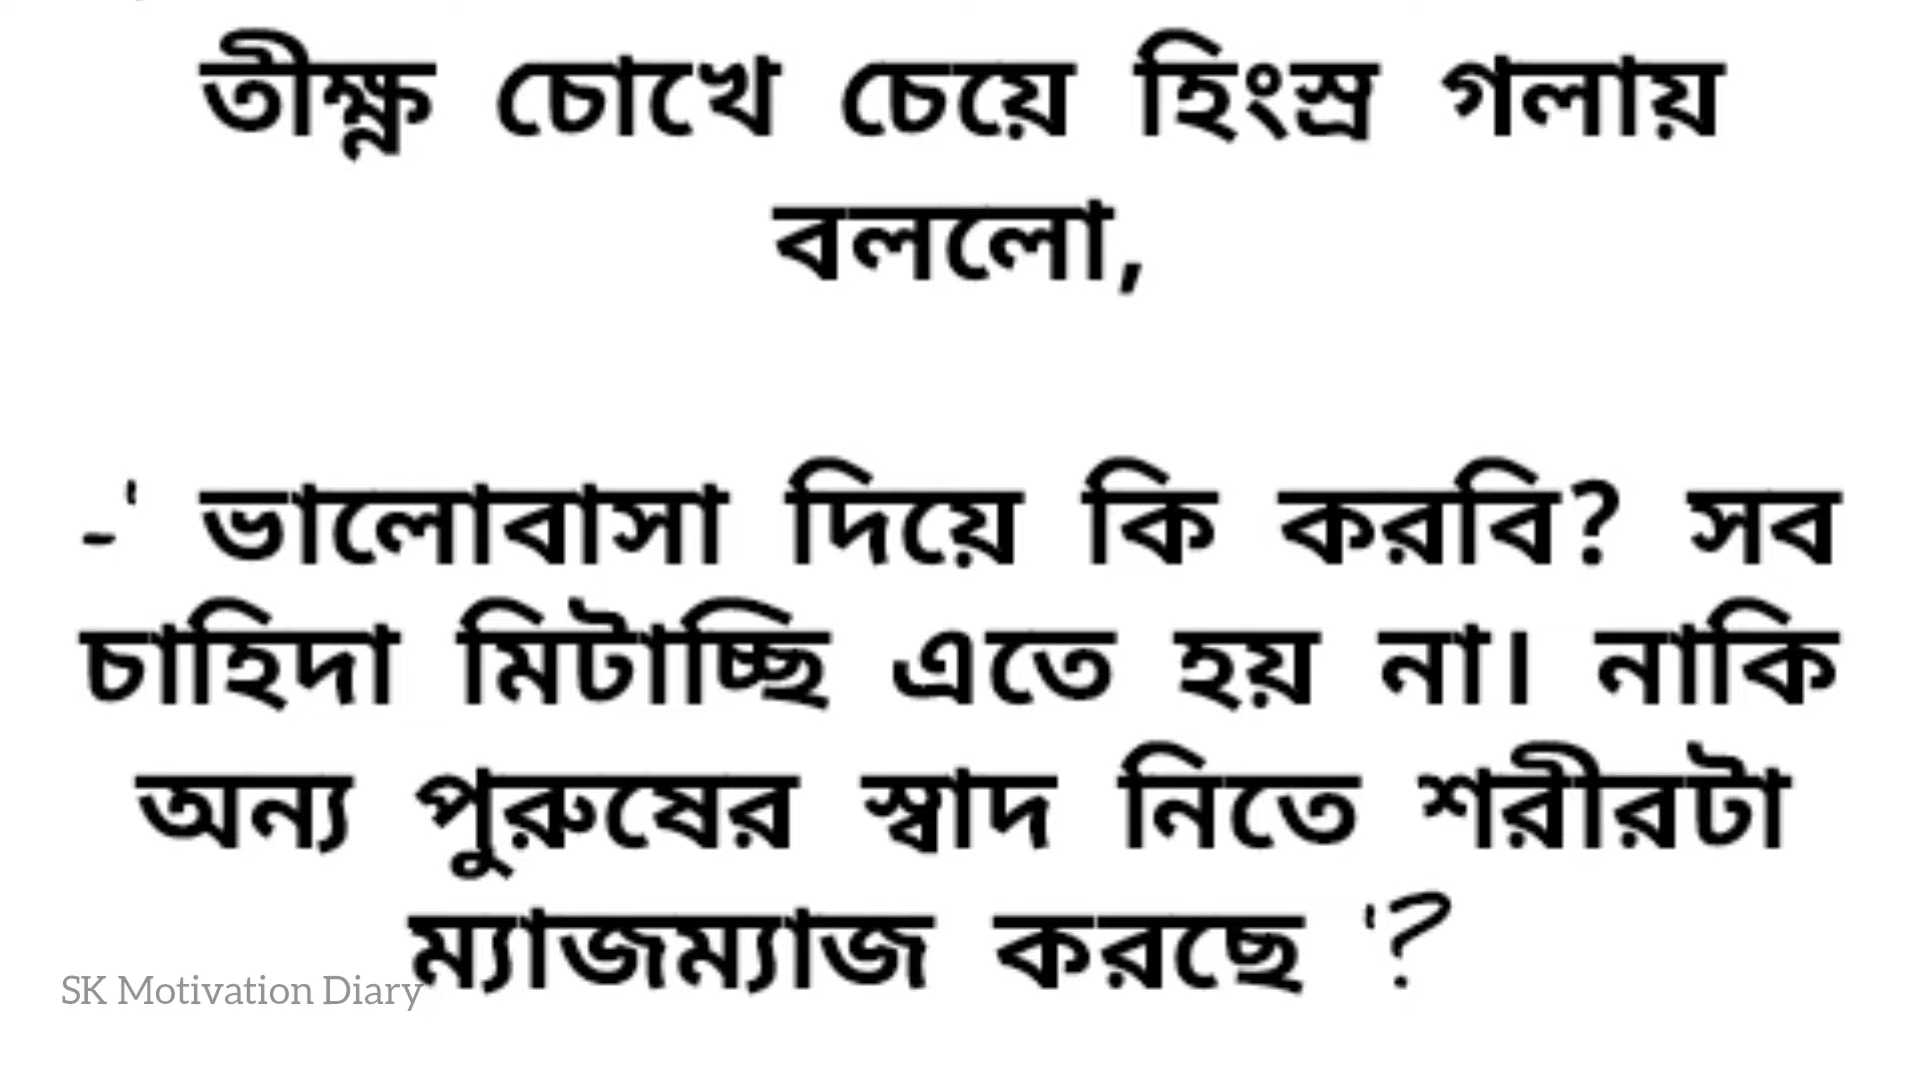 তীক্ষ্ণ চোখে চেয়ে হিংস্র গলায়
বললো,
-' ভালোবাসা দিয়ে কি করবি? সব
চাহিদা মিটাচ্ছি এতে হয় না। নাকি
অন্য পুরুষের স্বাদ নিতে শরীরটা
ম্যাজম্যাজ করছে '?
SK Motivation Diary